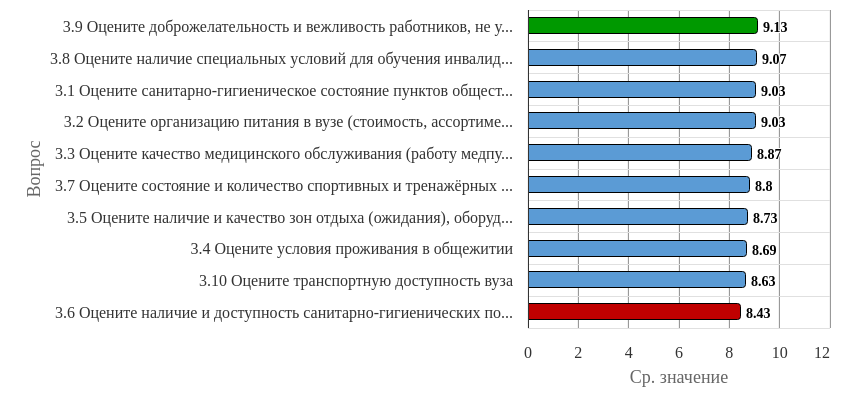 3.9 Оцените доброжелательность и вежливость работников, не у...
9.13
3.8 Оцените наличие специальных условий для обучения инвалид...
9.07
3.1 Оцените санитарно-гигиеническое состояние пунктов общест...
9.03
3.2 Оцените организацию питания в вузе (стоимость, ассортиме...
9.03
3.3 Оцените качество медицинского обслуживания (работу медпу...
8.87
3.7 Оцените состояние и количество спортивных и тренажёрных ...
8.8
3.5 Оцените наличие и качество зон отдыха (ожидания), оборуд...
8.73
3.4 Оцените условия проживания в общежитии
8.69
3.10 Оцените транспортную доступность вуза
8.63
3.6 Оцените наличие и доступность санитарно-гигиенических по...
8.43
Вопрос
0 2 4 6 8 10 12
Ср. значение